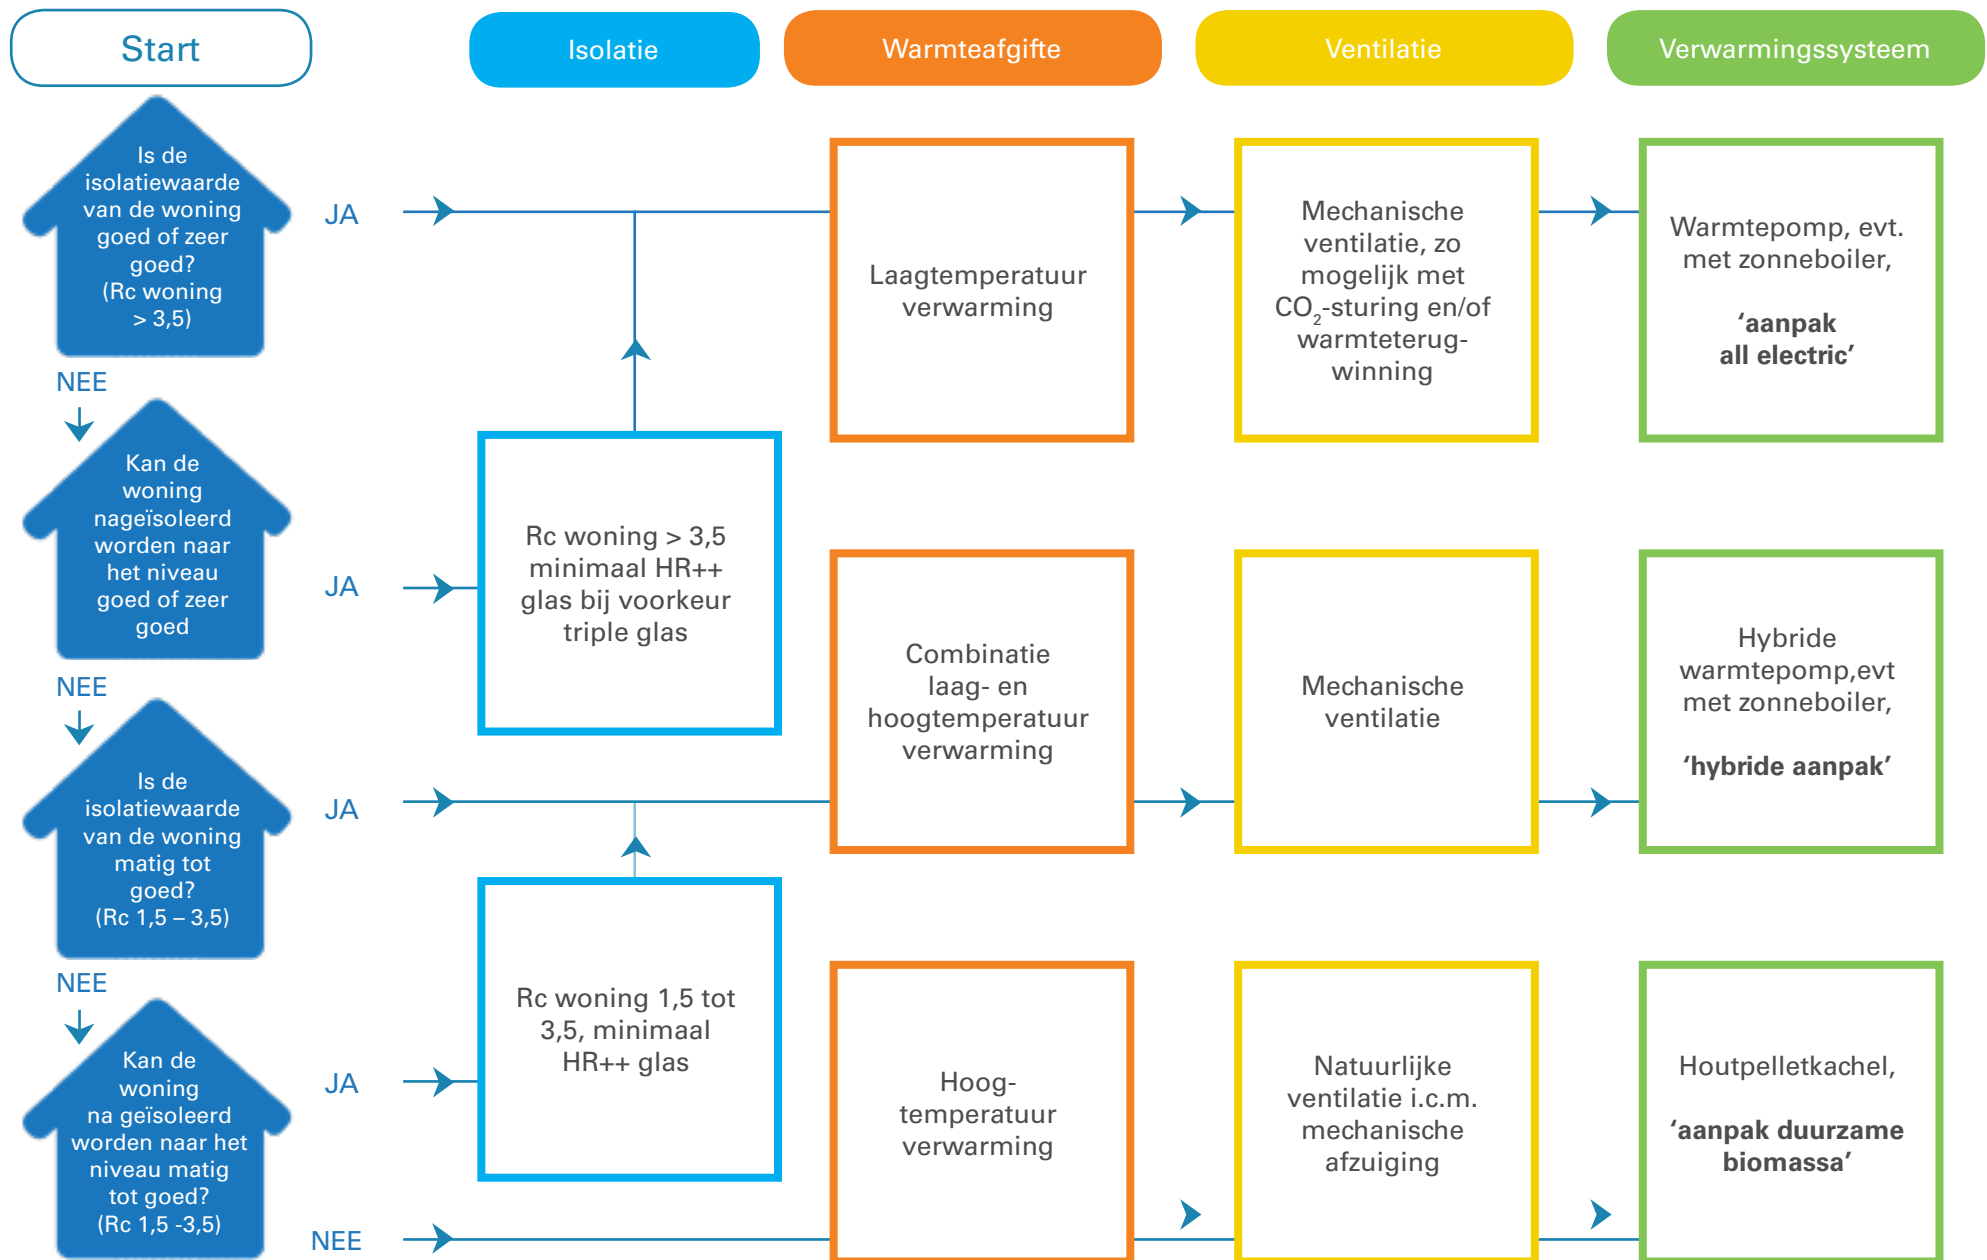 Start
Isolatie
Warmteafgifte
Ventilatie
Verwarmingssysteem
Is de
isolatiewaarde
van de woning
goed of zeer
goed?
(Rc woning
> 3,5)
JA
Laagtemperatuur
verwarming
Mechanische
ventilatie, zo
mogelijk met
CO₂-sturing en/of
warmteterug-
winning
Warmtepomp, evt.
met zonneboiler,
‘aanpak
all electric’
NEE
Kan de
woning
nageïsoleerd
worden naar
het niveau
goed of zeer
goed
JA
Rc woning > 3,5
minimaal HR++
glas bij voorkeur
triple glas
NEE
Is de
isolatiewaarde
van de woning
matig tot
goed?
(Rc 1,5 – 3,5)
JA
Combinatie
laag- en
hoogtemperatuur
verwarming
Mechanische
ventilatie
Hybride
warmtepomp,evt
met zonneboiler,
‘hybride aanpak’
NEE
Kan de
woning
na geïsoleerd
worden naar het
niveau matig
tot goed?
(Rc 1,5 -3,5)
JA
Rc woning 1,5 tot
3,5, minimaal
HR++ glas
NEE
Hoog-
temperatuur
verwarming
Natuurlijke
ventilatie i.c.m.
mechanische
afzuiging
Houtpelletkachel,
‘aanpak duurzame
biomassa’